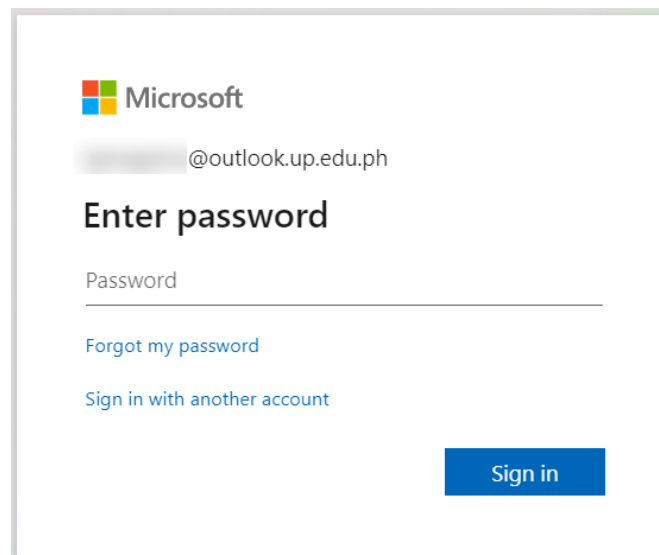 Microsoft
@outlook.up.edu.ph
Enter password
Password
Forgot my password
Sign in with another account
Sign in